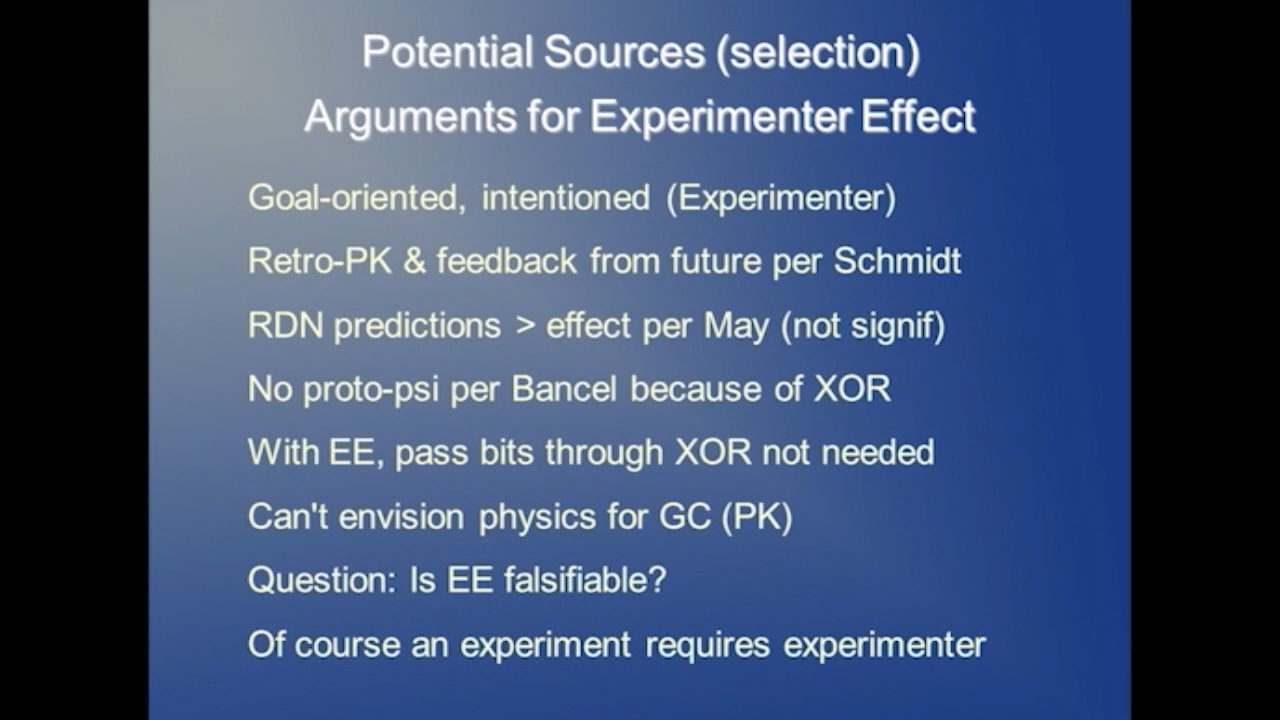 Potential Sources (selection)
Arguments for Experimenter Effect
Goal-oriented, intentioned (Experimenter)
Retro-PK & feedback from future per Schmidt
RDN predictions > effect per May (not signif)
No proto-psi per Bancel because of XOR
With EE, pass bits through XOR not needed
Can't envision physics for GC (PK)
Question: Is EE falsifiable?
Of course an experiment requires experimenter